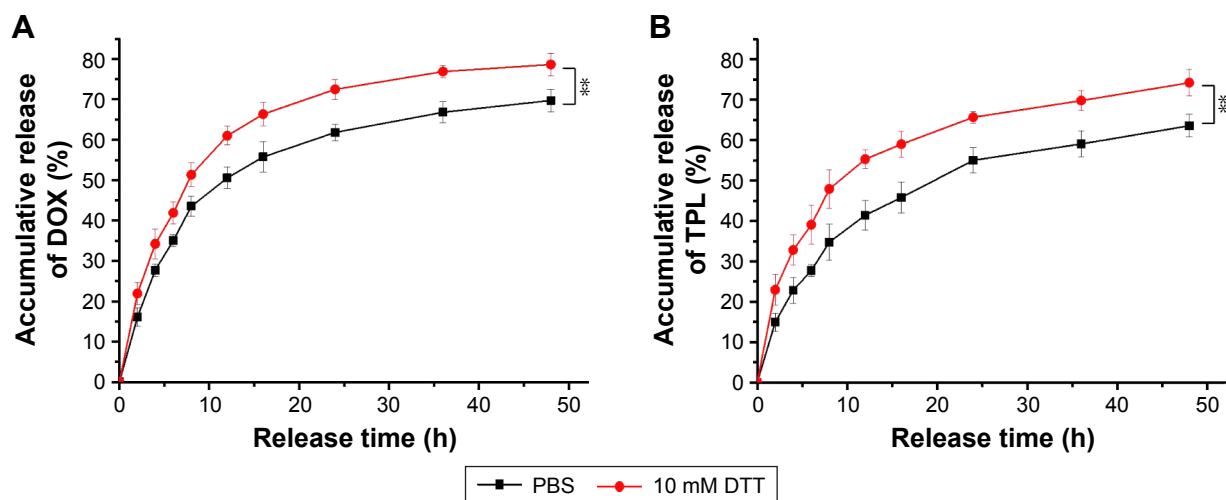 A
Accumulative release
of DOX (%)
80
70
60
50
40
30
20
10
0
0 10 20 30 40 50
Release time (h)
**
B
Accumulative release
of TPL (%)
80
70
60
50
40
30
20
10
0
0 10 20 30 40 50
Release time (h)
**
PBS 10 mM DTT